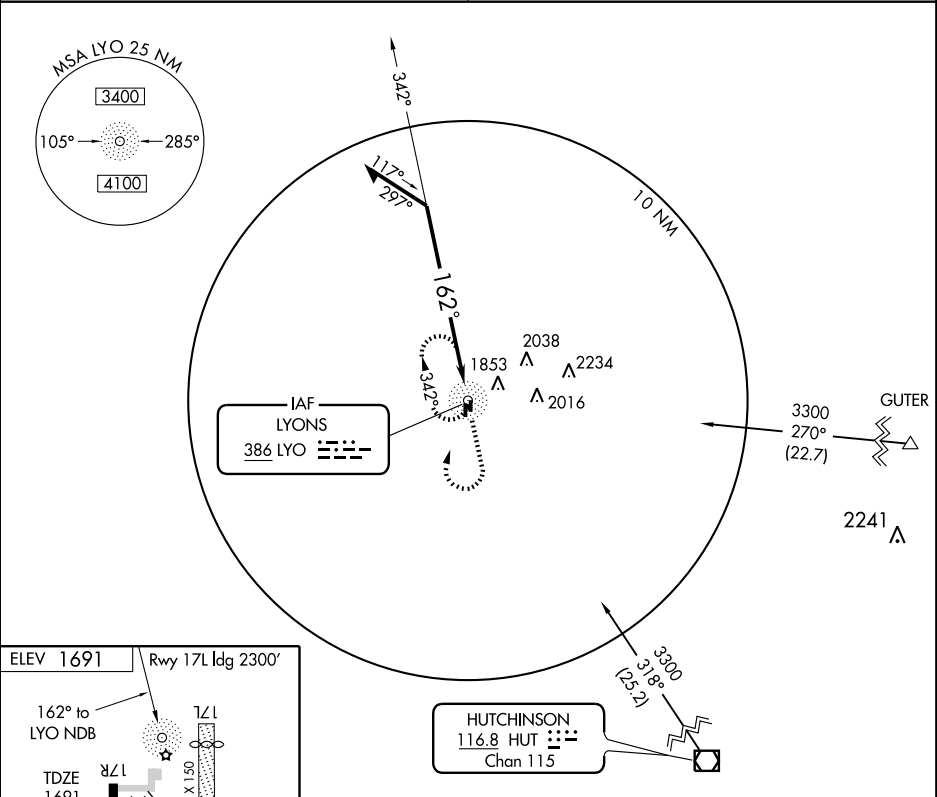 MSA LYO 25 NM
3400
105°
285°
4100
342°
117°
297°
10 NM
162°
1853
2038
2234
2016
342°
IAF
LYONS
386 LYO
GUTER
3300
270°
(22.7)
2241
3300
318°
(25.2)
HUTCHINSON
116.8 HUT
Chan 115
ELEV 1691
Rwy 17L ldg 2300'
162° to
LYO NDB
17L
17R
X 150
TDZE
1691